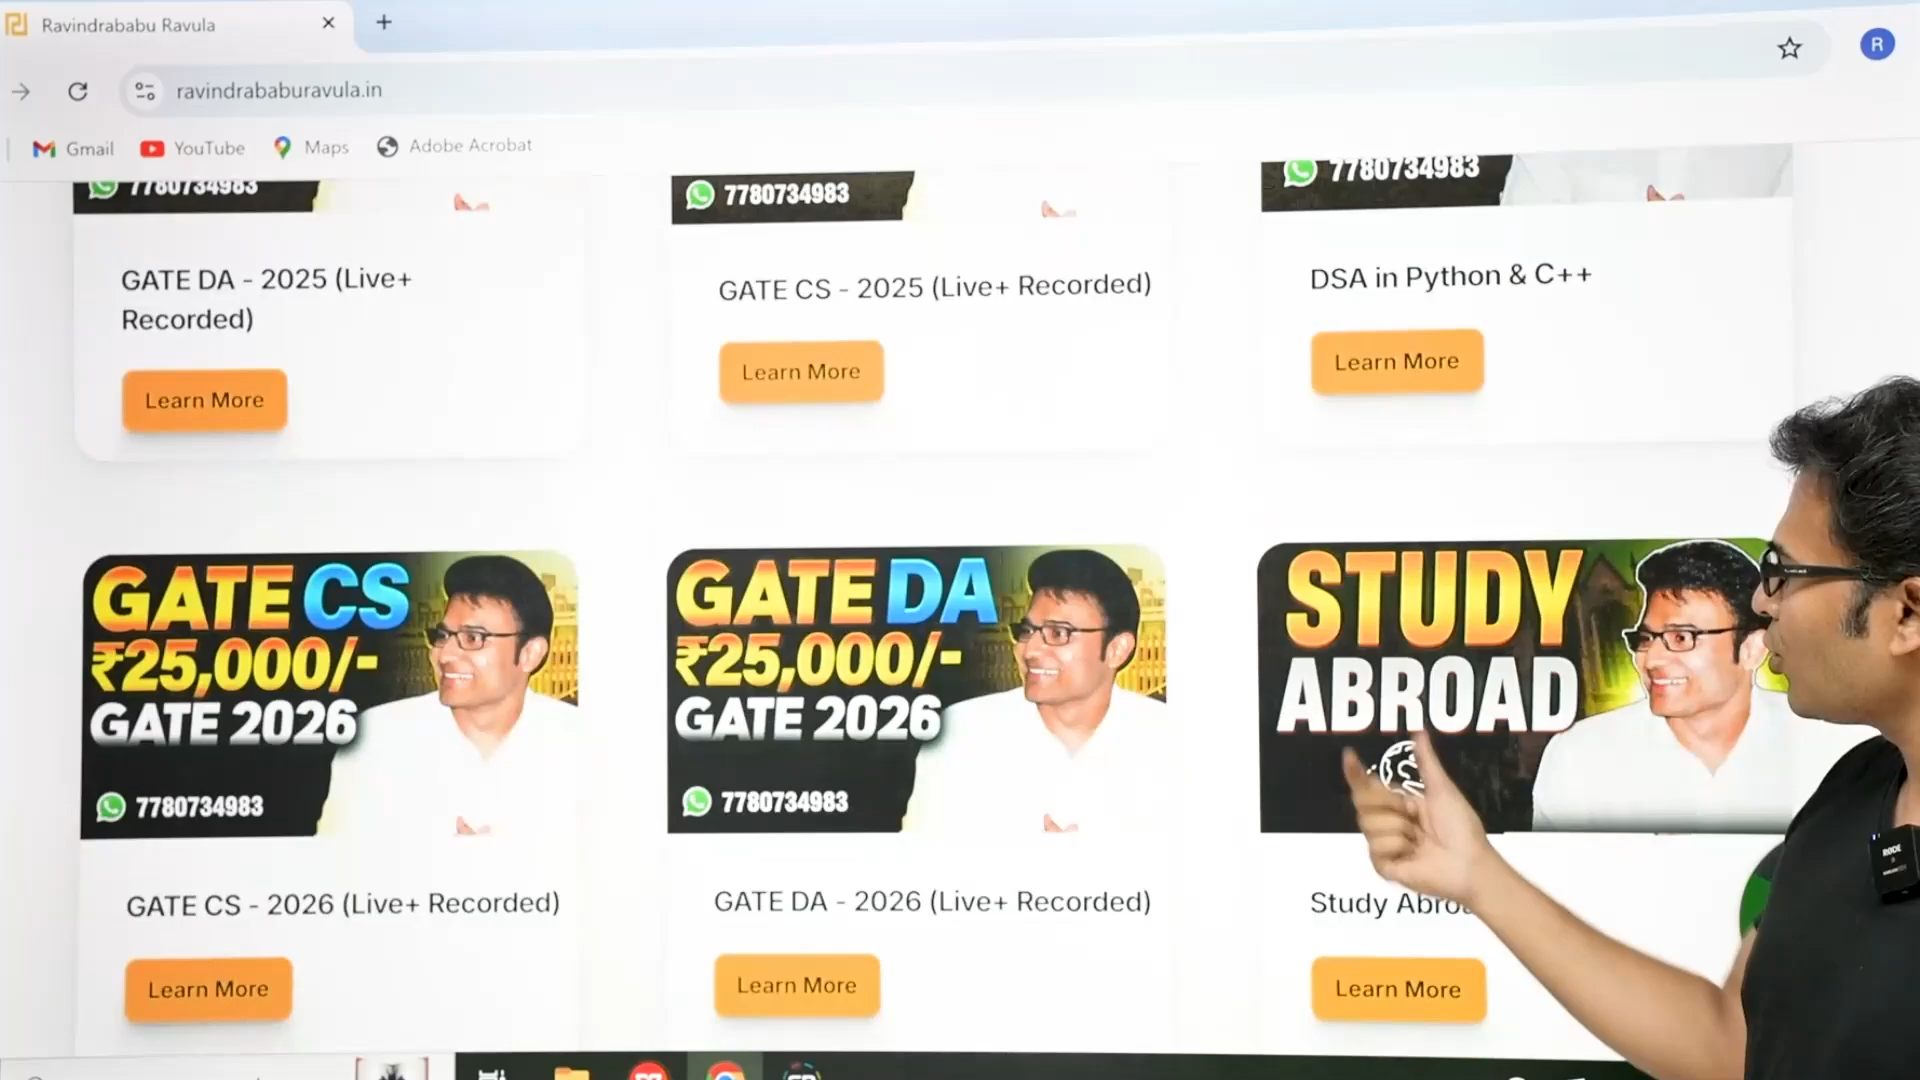 Ravindrababu Ravula
ravindrababuravula.in
R
Gmail
YouTube
Maps
Adobe Acrobat
7780734983
7780734983
7780734983
GATE DA - 2025 (Live+
Recorded)
Learn More
GATE CS - 2025 (Live+ Recorded)
Learn More
DSA in Python & C++
Learn More
GATE CS
₹25,000/-
GATE 2026
7780734983
GATE CS - 2026 (Live+ Recorded)
Learn More
GATE DA
₹25,000/-
GATE 2026
7780734983
GATE DA - 2026 (Live+ Recorded)
Learn More
STUDY
ABROAD
Study
Learn More
RØDE